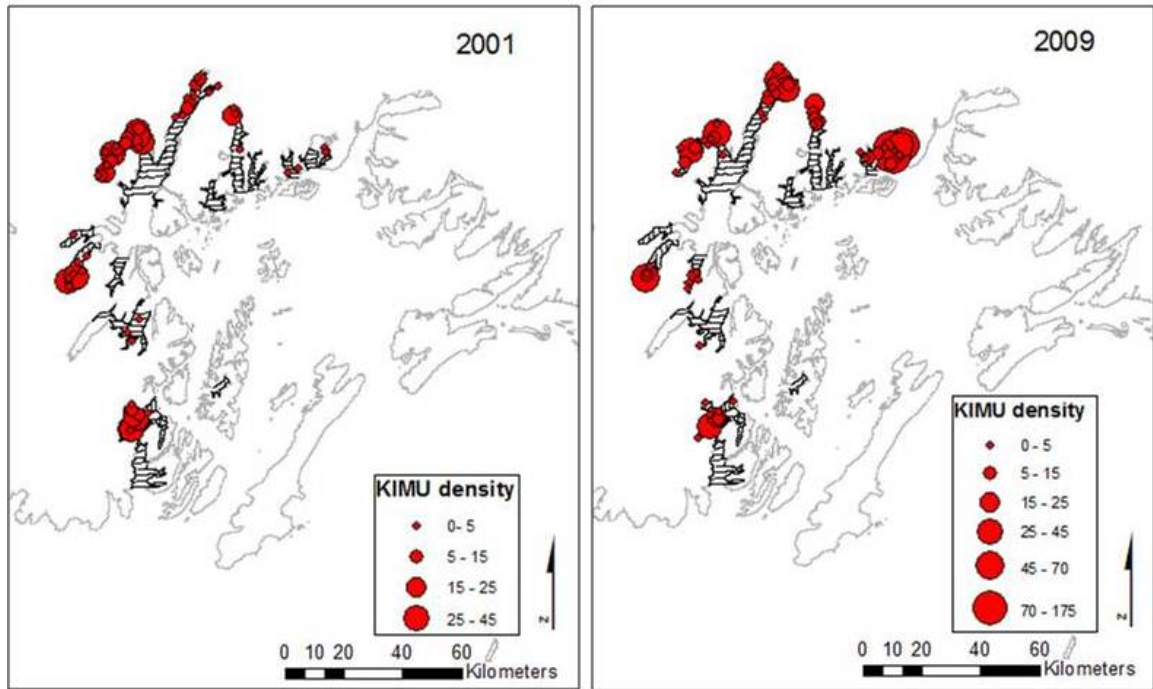 2001
KIMU density
0- 5
5 - 15
15 - 25
25 - 45
z
0 10 20 40 60
Kilometers
2009
KIMU density
0 - 5
5 - 15
15 - 25
25 - 45
45 - 70
70 - 175
z
0 10 20 40 60
Kilometers